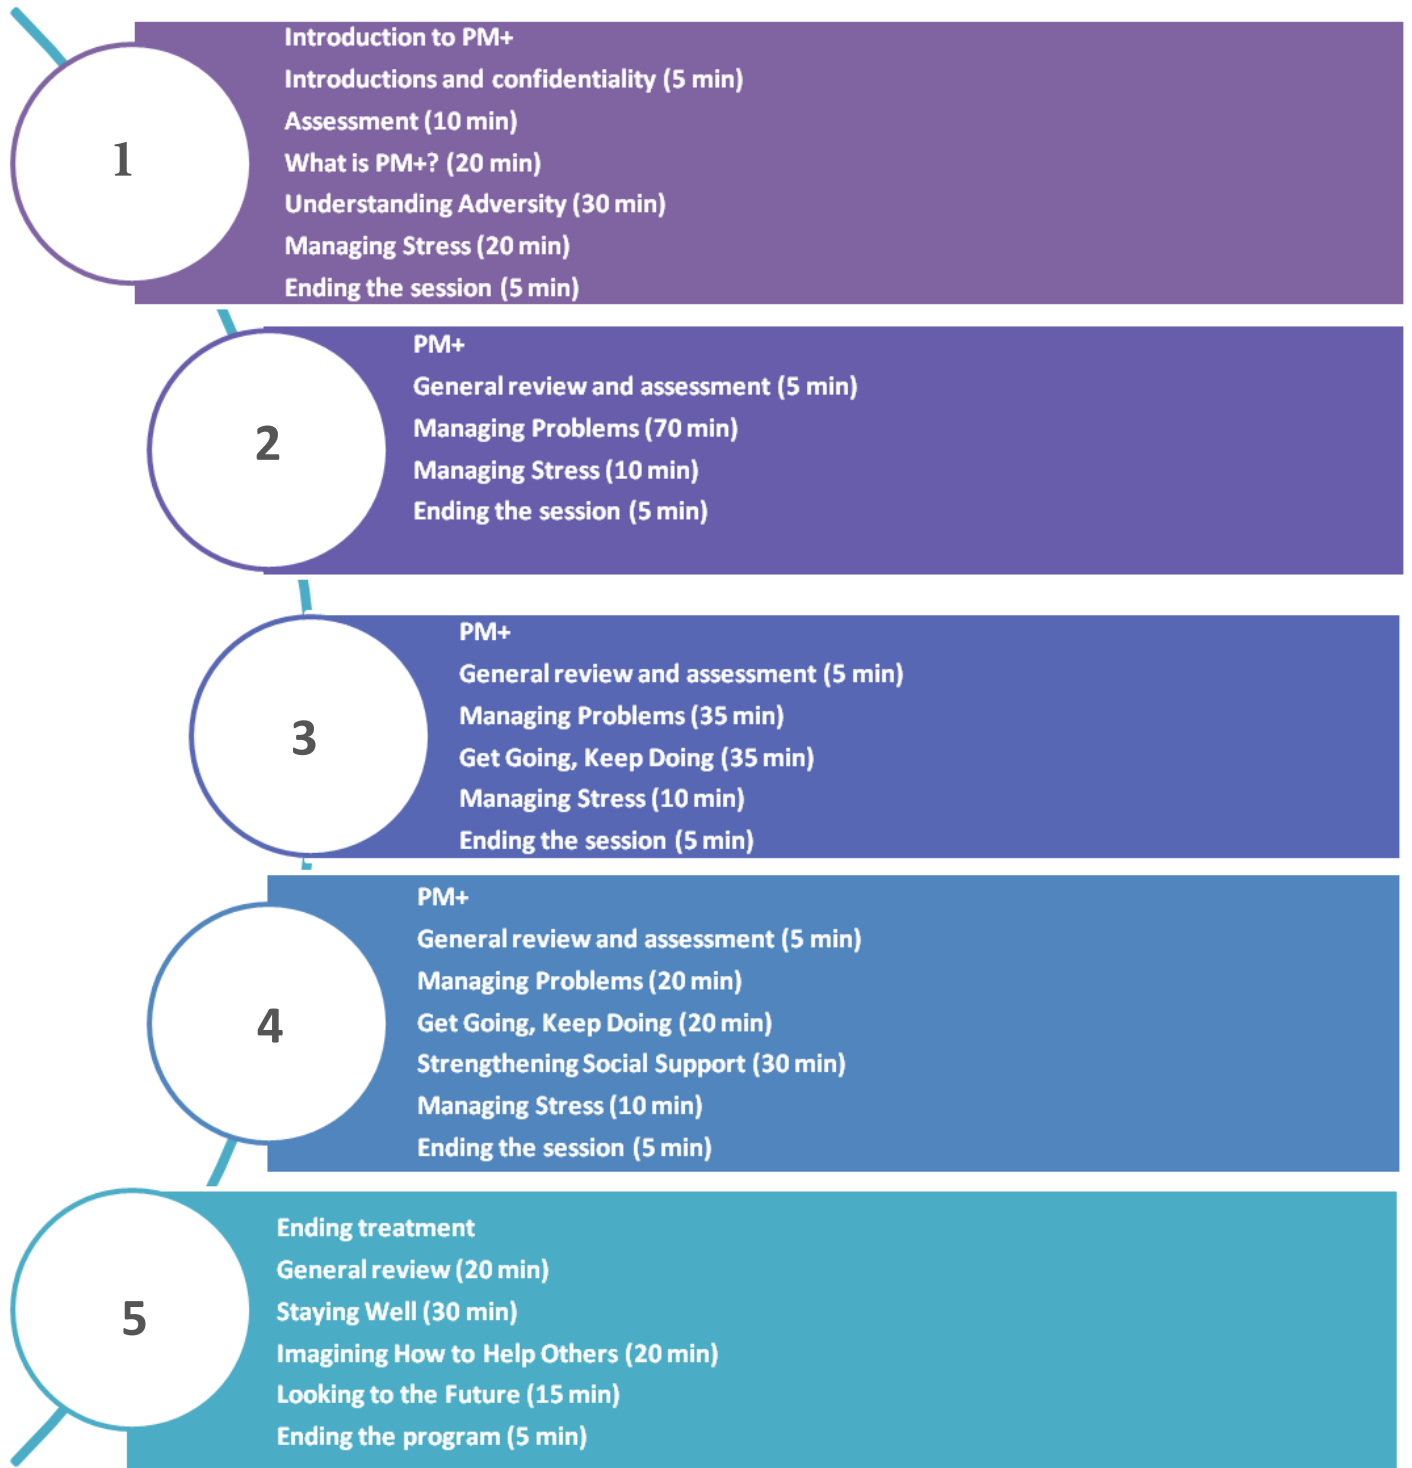 1
Introduction to PM+
Introductions and confidentiality (5 min)
Assessment (10 min)
What is PM+? (20 min)
Understanding Adversity (30 min)
Managing Stress (20 min)
Ending the session (5 min)
2
PM+
General review and assessment (5 min)
Managing Problems (70 min)
Managing Stress (10 min)
Ending the session (5 min)
3
PM+
General review and assessment (5 min)
Managing Problems (35 min)
Get Going, Keep Doing (35 min)
Managing Stress (10 min)
Ending the session (5 min)
4
PM+
General review and assessment (5 min)
Managing Problems (20 min)
Get Going, Keep Doing (20 min)
Strengthening Social Support (30 min)
Managing Stress (10 min)
Ending the session (5 min)
5
Ending treatment
General review (20 min)
Staying Well (30 min)
Imagining How to Help Others (20 min)
Looking to the Future (15 min)
Ending the program (5 min)